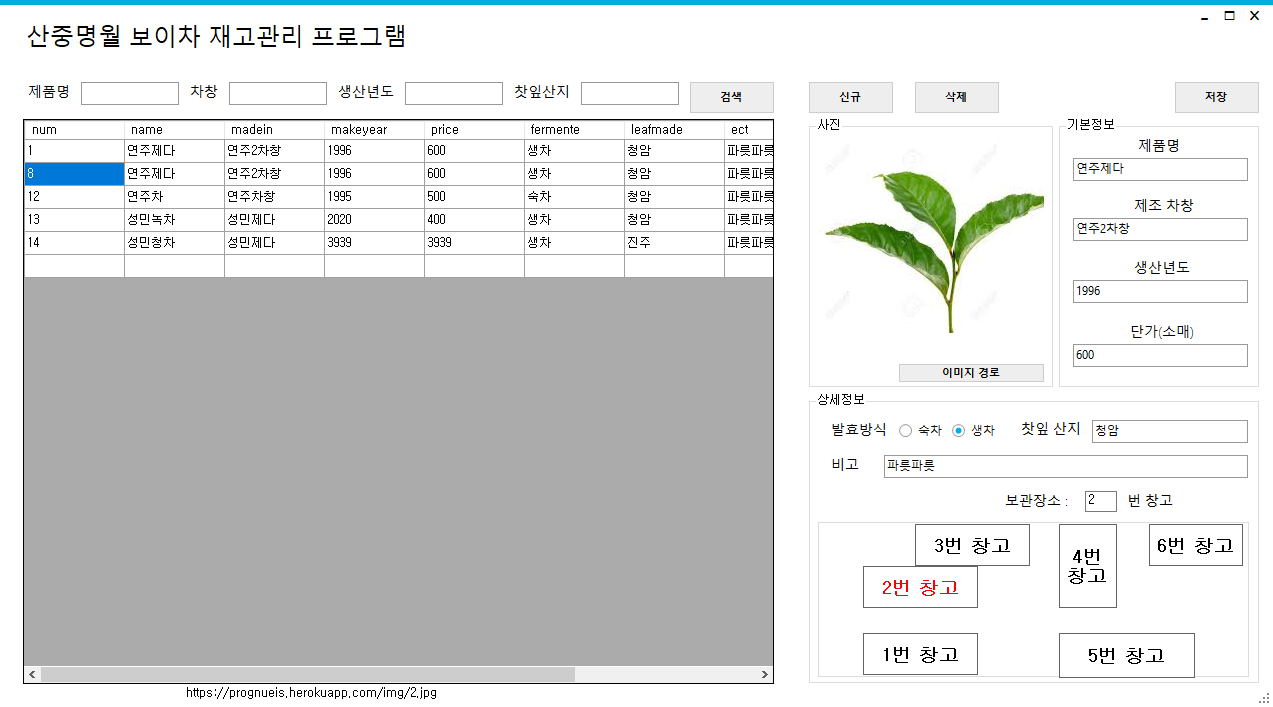 산중명월 보이차 재고관리 프로그램
제품명 차창 생산년도 찻잎산지 검색 신규 삭제 저장
num name madein makeyear price fermente leafmade ect
1 연주제다 연주2차창 1996 600 생차 청암 파릇파릇
8 연주제다 연주2차창 1996 600 생차 청암 파릇파릇
12 연주차 연주차창 1995 500 숙차 청암 파릇파릇
13 성민녹차 성민제다 2020 400 생차 청암 파릇파릇
14 성민청차 성민제다 3939 3939 생차 진주 파릇파릇
https://prognueis.herokuapp.com/img/2.jpg
사진
이미지 경로
기본정보
제품명
연주제다
제조 차창
연주2차창
생산년도
1996
단가(소매)
600
상세정보
발효방식 숙차 생차 찻잎 산지 청암
비고 파릇파릇
보관장소 : 2 번 창고
3번 창고
4번
창고
6번 창고
2번 창고
1번 창고
5번 창고